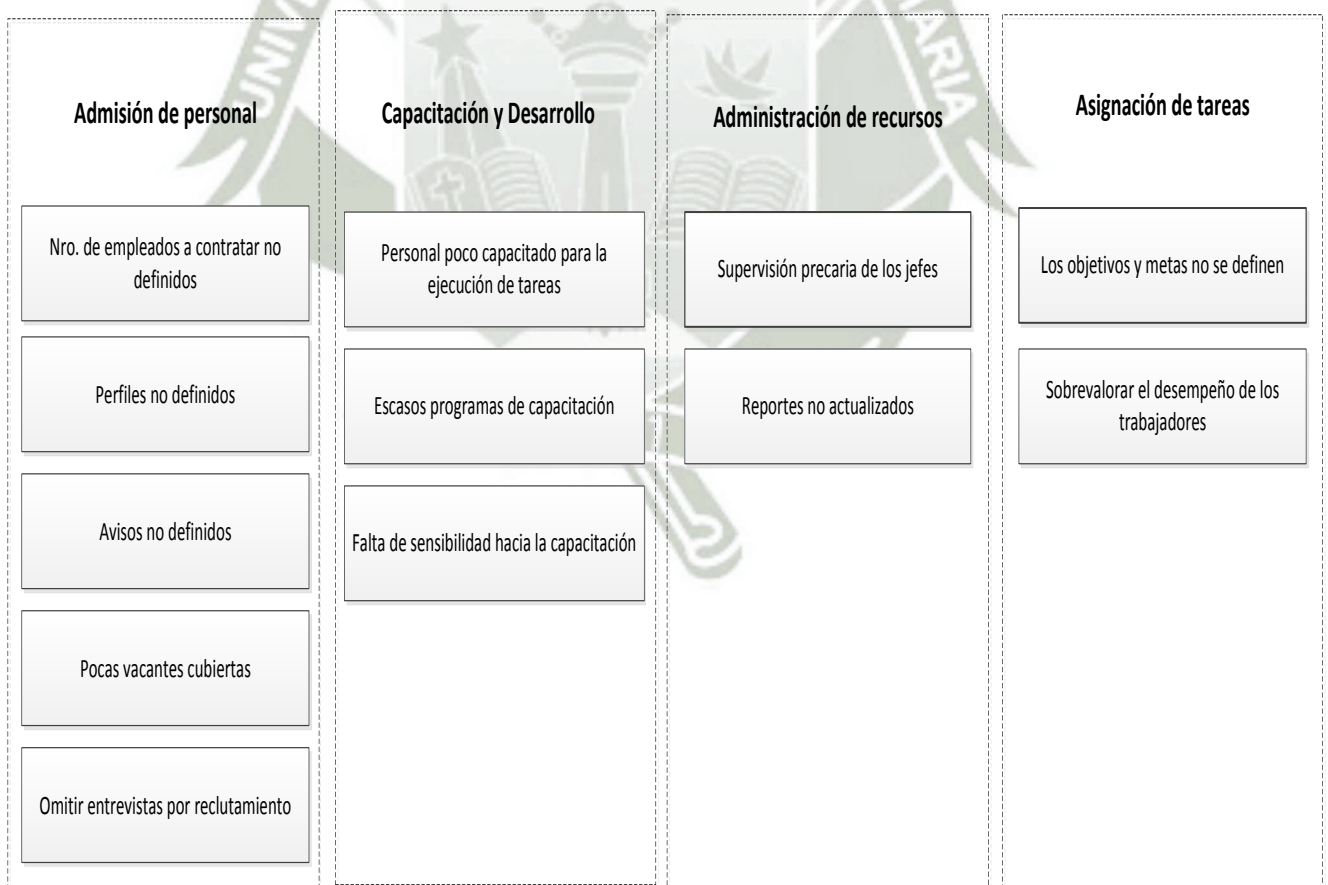 Admisión de personal
Nro. de empleados a contratar no
definidos
Perfiles no definidos
Avisos no definidos
Pocas vacantes cubiertas
Omitir entrevistas por reclutamiento
Capacitación y Desarrollo
Personal poco capacitado para la
ejecución de tareas
Escasos programas de capacitación
Falta de sensibilidad hacia la capacitación
Administración de recursos
Supervisión precaria de los jefes
Reportes no actualizados
Asignación de tareas
Los objetivos y metas no se definen
Sobrevalorar el desempeño de los
trabajadores